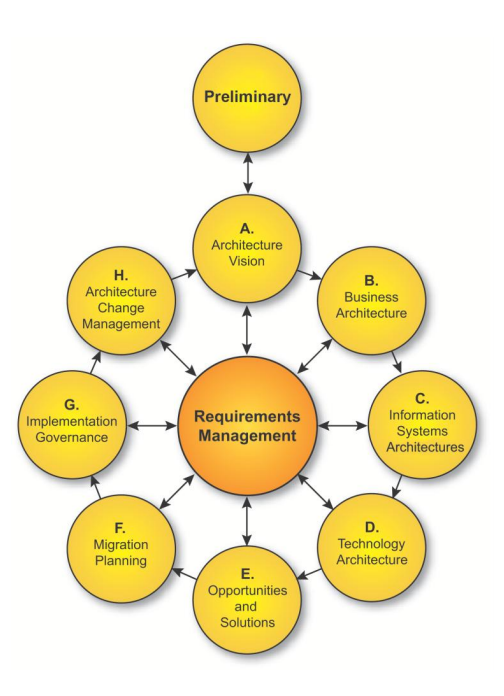 Preliminary
A.
Architecture
Vision
B.
Business
Architecture
C.
Information
Systems
Architectures
D.
Technology
Architecture
E.
Opportunities
and
Solutions
F.
Migration
Planning
G.
Implementation
Governance
H.
Architecture
Change
Management
Requirements
Management